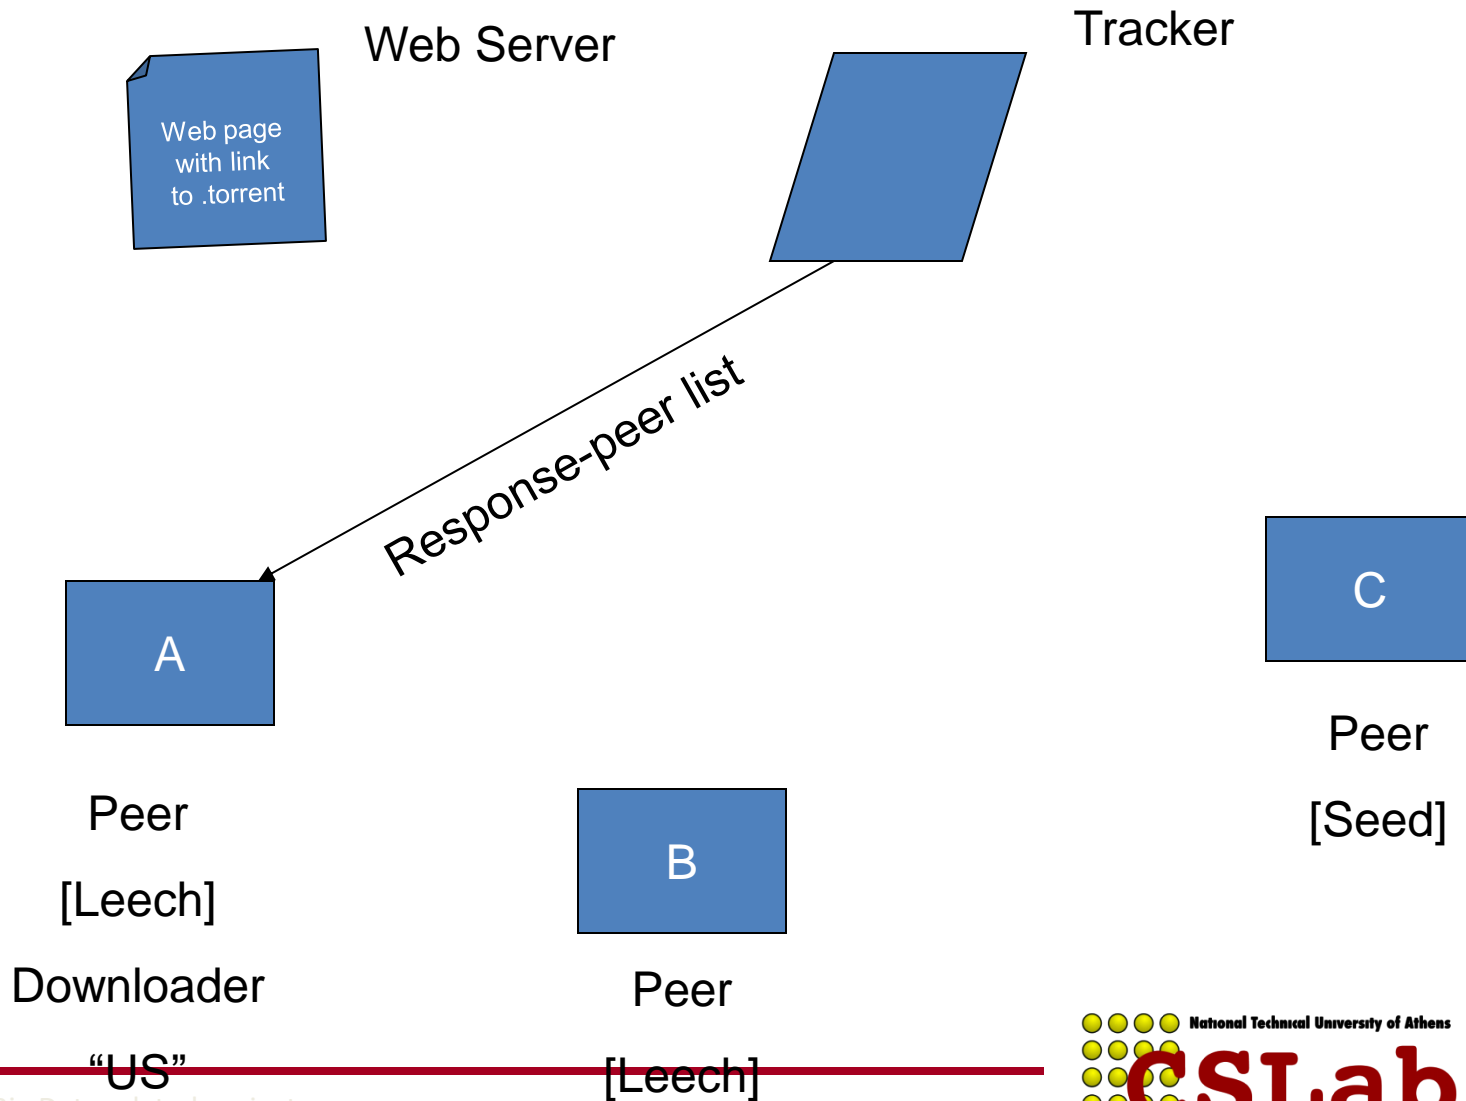 Web Server
Tracker
Web page
with link
to .torrent
Response-peer list
A
C
Peer
[Seed]
Peer
[Leech]
Downloader
“US”
B
Peer
[Leech]
National Technical University of Athens
CSLab